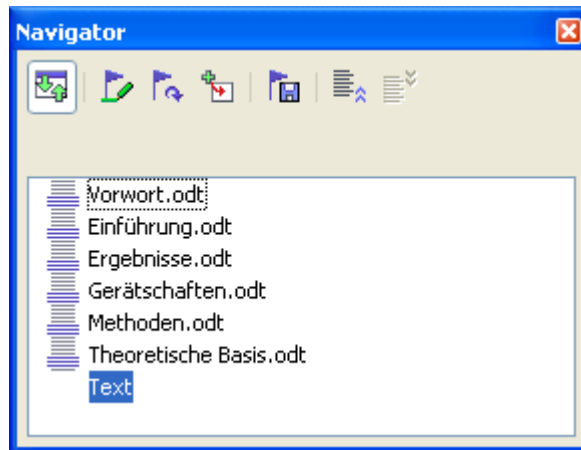 Navigator
Vorwort.odt
Einführung.odt
Ergebnisse.odt
Gerätschaften.odt
Methoden.odt
Theoretische Basis.odt
Text